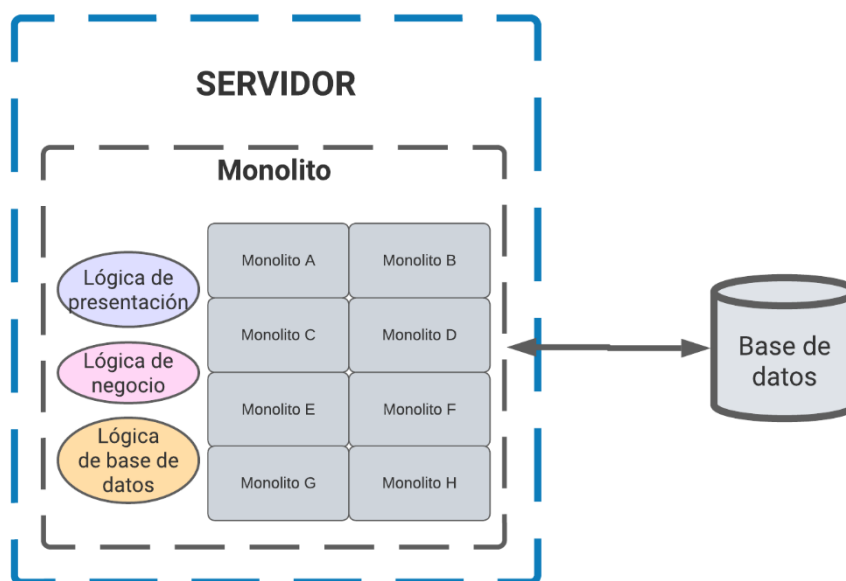 SERVIDOR
Monolito
Lógica de
presentación
Lógica de
negocio
Lógica
de base de
datos
Monolito A
Monolito B
Monolito C
Monolito D
Monolito E
Monolito F
Monolito G
Monolito H
Base de
datos